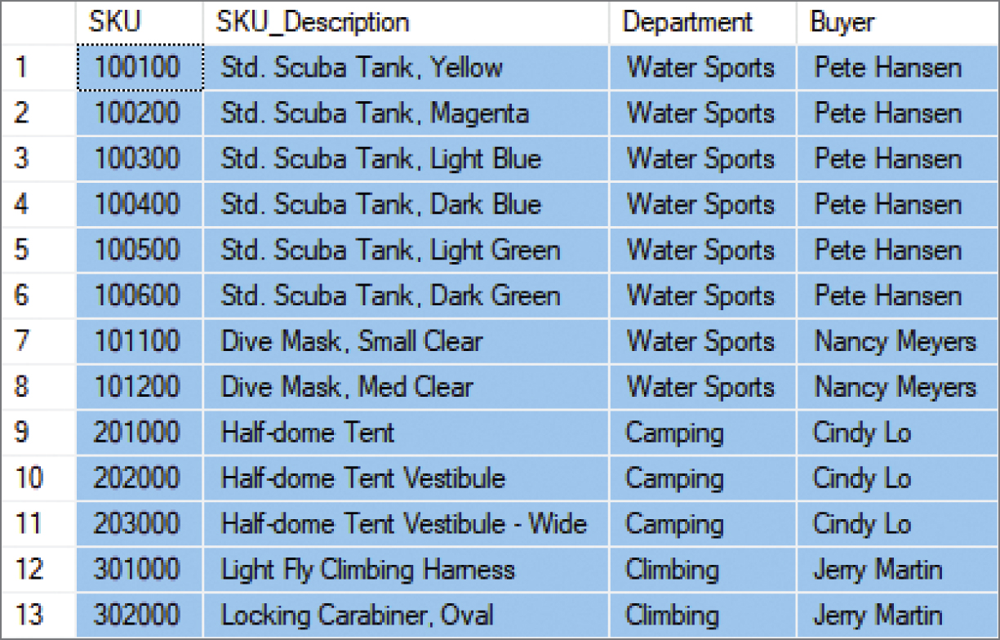 SKU SKU_Description Department Buyer
1 100100 Std. Scuba Tank, Yellow Water Sports Pete Hansen
2 100200 Std. Scuba Tank, Magenta Water Sports Pete Hansen
3 100300 Std. Scuba Tank, Light Blue Water Sports Pete Hansen
4 100400 Std. Scuba Tank, Dark Blue Water Sports Pete Hansen
5 100500 Std. Scuba Tank, Light Green Water Sports Pete Hansen
6 100600 Std. Scuba Tank, Dark Green Water Sports Pete Hansen
7 101100 Dive Mask, Small Clear Water Sports Nancy Meyers
8 101200 Dive Mask, Med Clear Water Sports Nancy Meyers
9 201000 Half-dome Tent Camping Cindy Lo
10 202000 Half-dome Tent Vestibule Camping Cindy Lo
11 203000 Half-dome Tent Vestibule - Wide Camping Cindy Lo
12 301000 Light Fly Climbing Harness Climbing Jerry Martin
13 302000 Locking Carabiner, Oval Climbing Jerry Martin